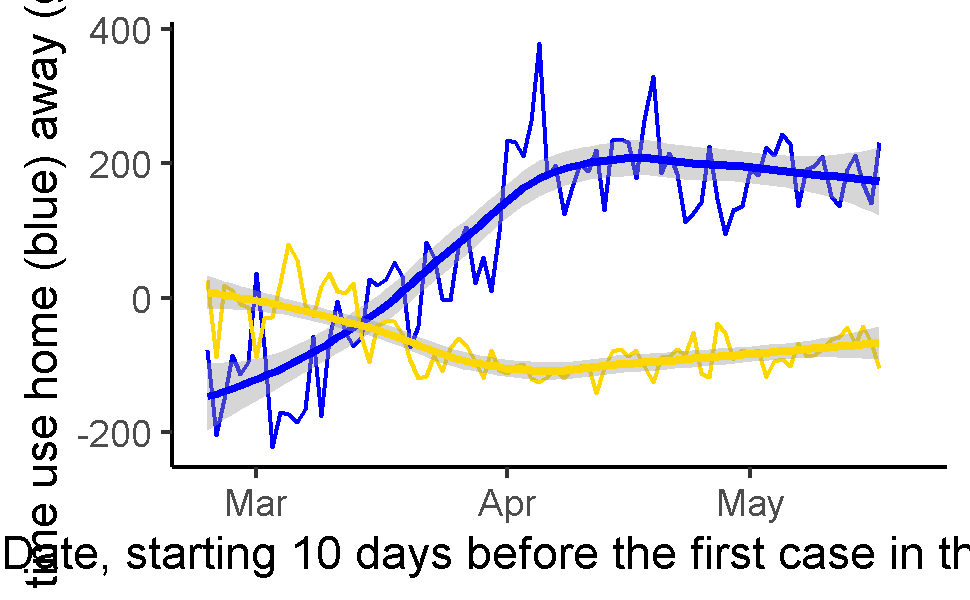 time use home (blue) away (
400
200
0
-200
Mar
Apr
May
Date, starting 10 days before the first case in th